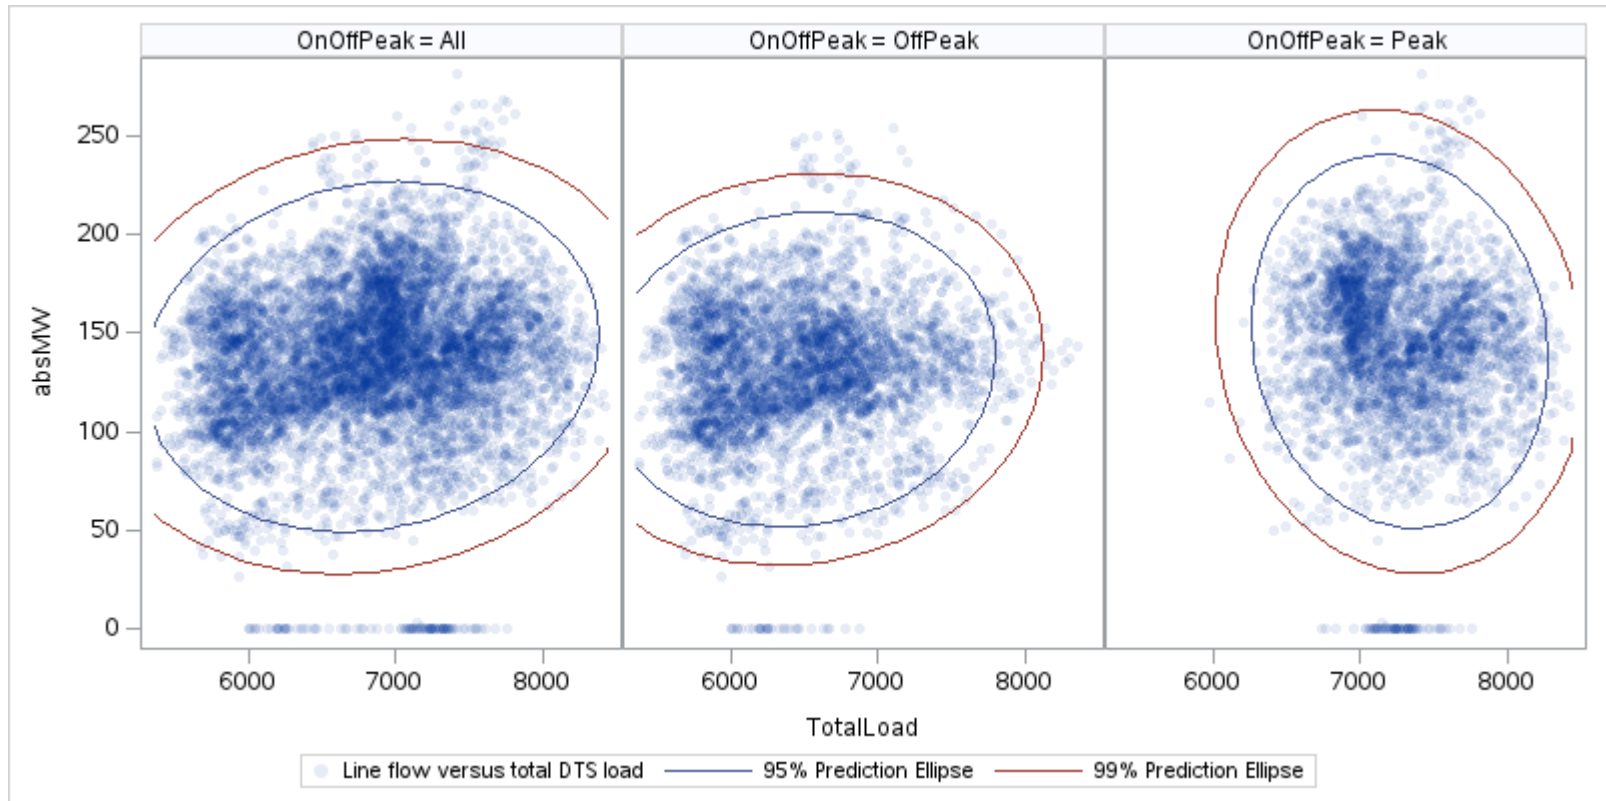 OnOffPeak = All
OnOffPeak = OffPeak
OnOffPeak = Peak
250
200
150
100
50
0
absMW
6000 7000 8000
6000 7000 8000
6000 7000 8000
TotalLoad
Line flow versus total DTS load
95% Prediction Ellipse
99% Prediction Ellipse